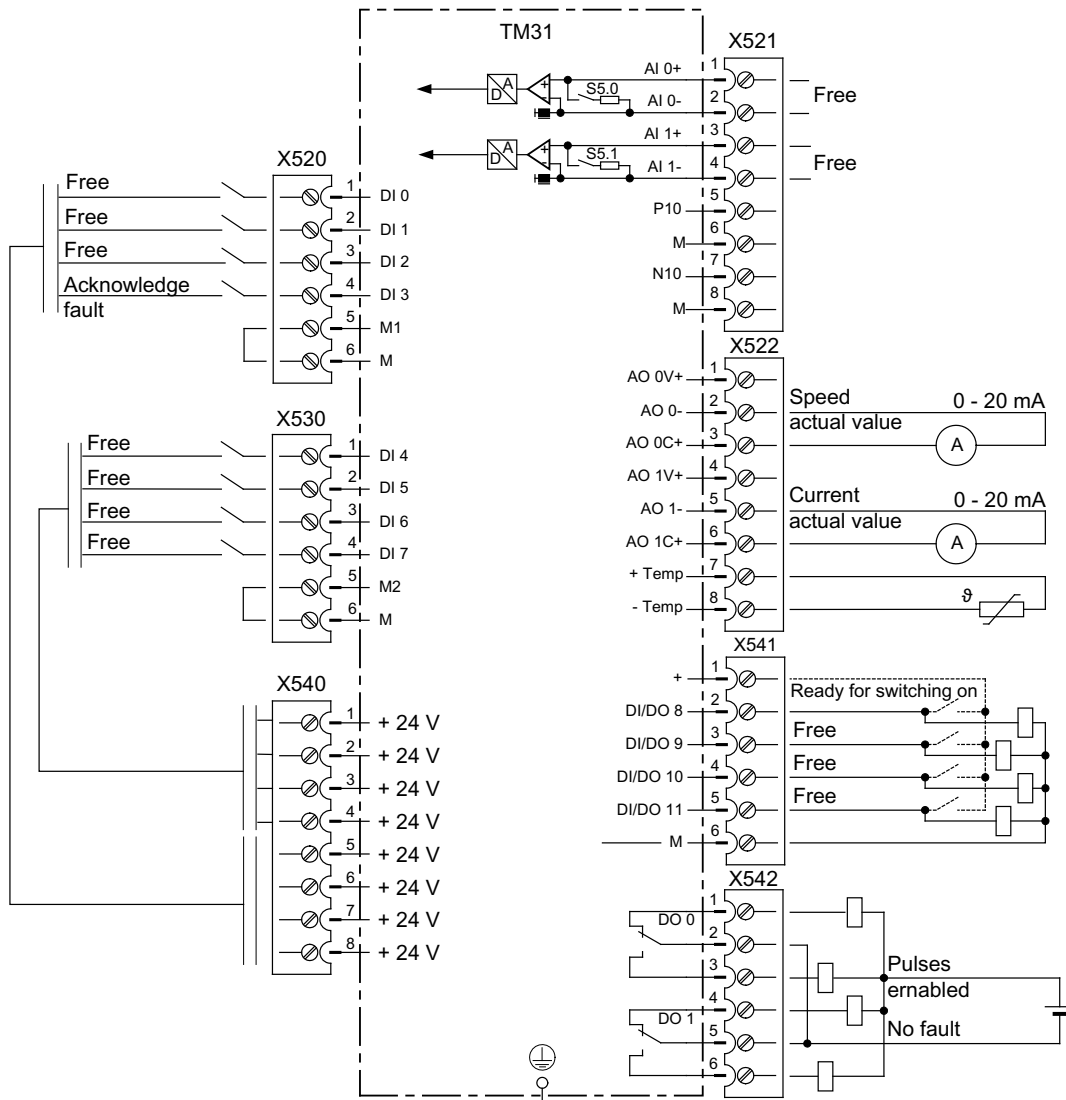 TM31
X520
Free
1
DI 0
Free
2
DI 1
Free
3
DI 2
Acknowledge
fault
4
DI 3
5
M1
6
M
X530
Free
1
DI 4
Free
2
DI 5
Free
3
DI 6
Free
4
DI 7
5
M2
6
M
X540
1
+ 24 V
2
+ 24 V
3
+ 24 V
4
+ 24 V
5
+ 24 V
6
+ 24 V
7
+ 24 V
8
+ 24 V
X521
A
D
+
-
S5.0
AI 0+
1
AI 0-
2
Free
A
D
+
-
S5.1
AI 1+
3
AI 1-
4
Free
P10
5
M
6
N10
7
M
8
X522
AO 0V+
1
AO 0-
2
Speed
actual value
0 - 20 mA
AO 0C+
3
A
AO 1V+
4
AO 1-
5
Current
actual value
0 - 20 mA
AO 1C+
6
A
+ Temp
7
- Temp
8
ϑ
X541
+
1
Ready for switching on
DI/DO 8
2
DI/DO 9
3
Free
DI/DO 10
4
Free
DI/DO 11
5
Free
M
6
X542
DO 0
1
2
3
Pulses
ernabled
DO 1
4
5
No fault
6